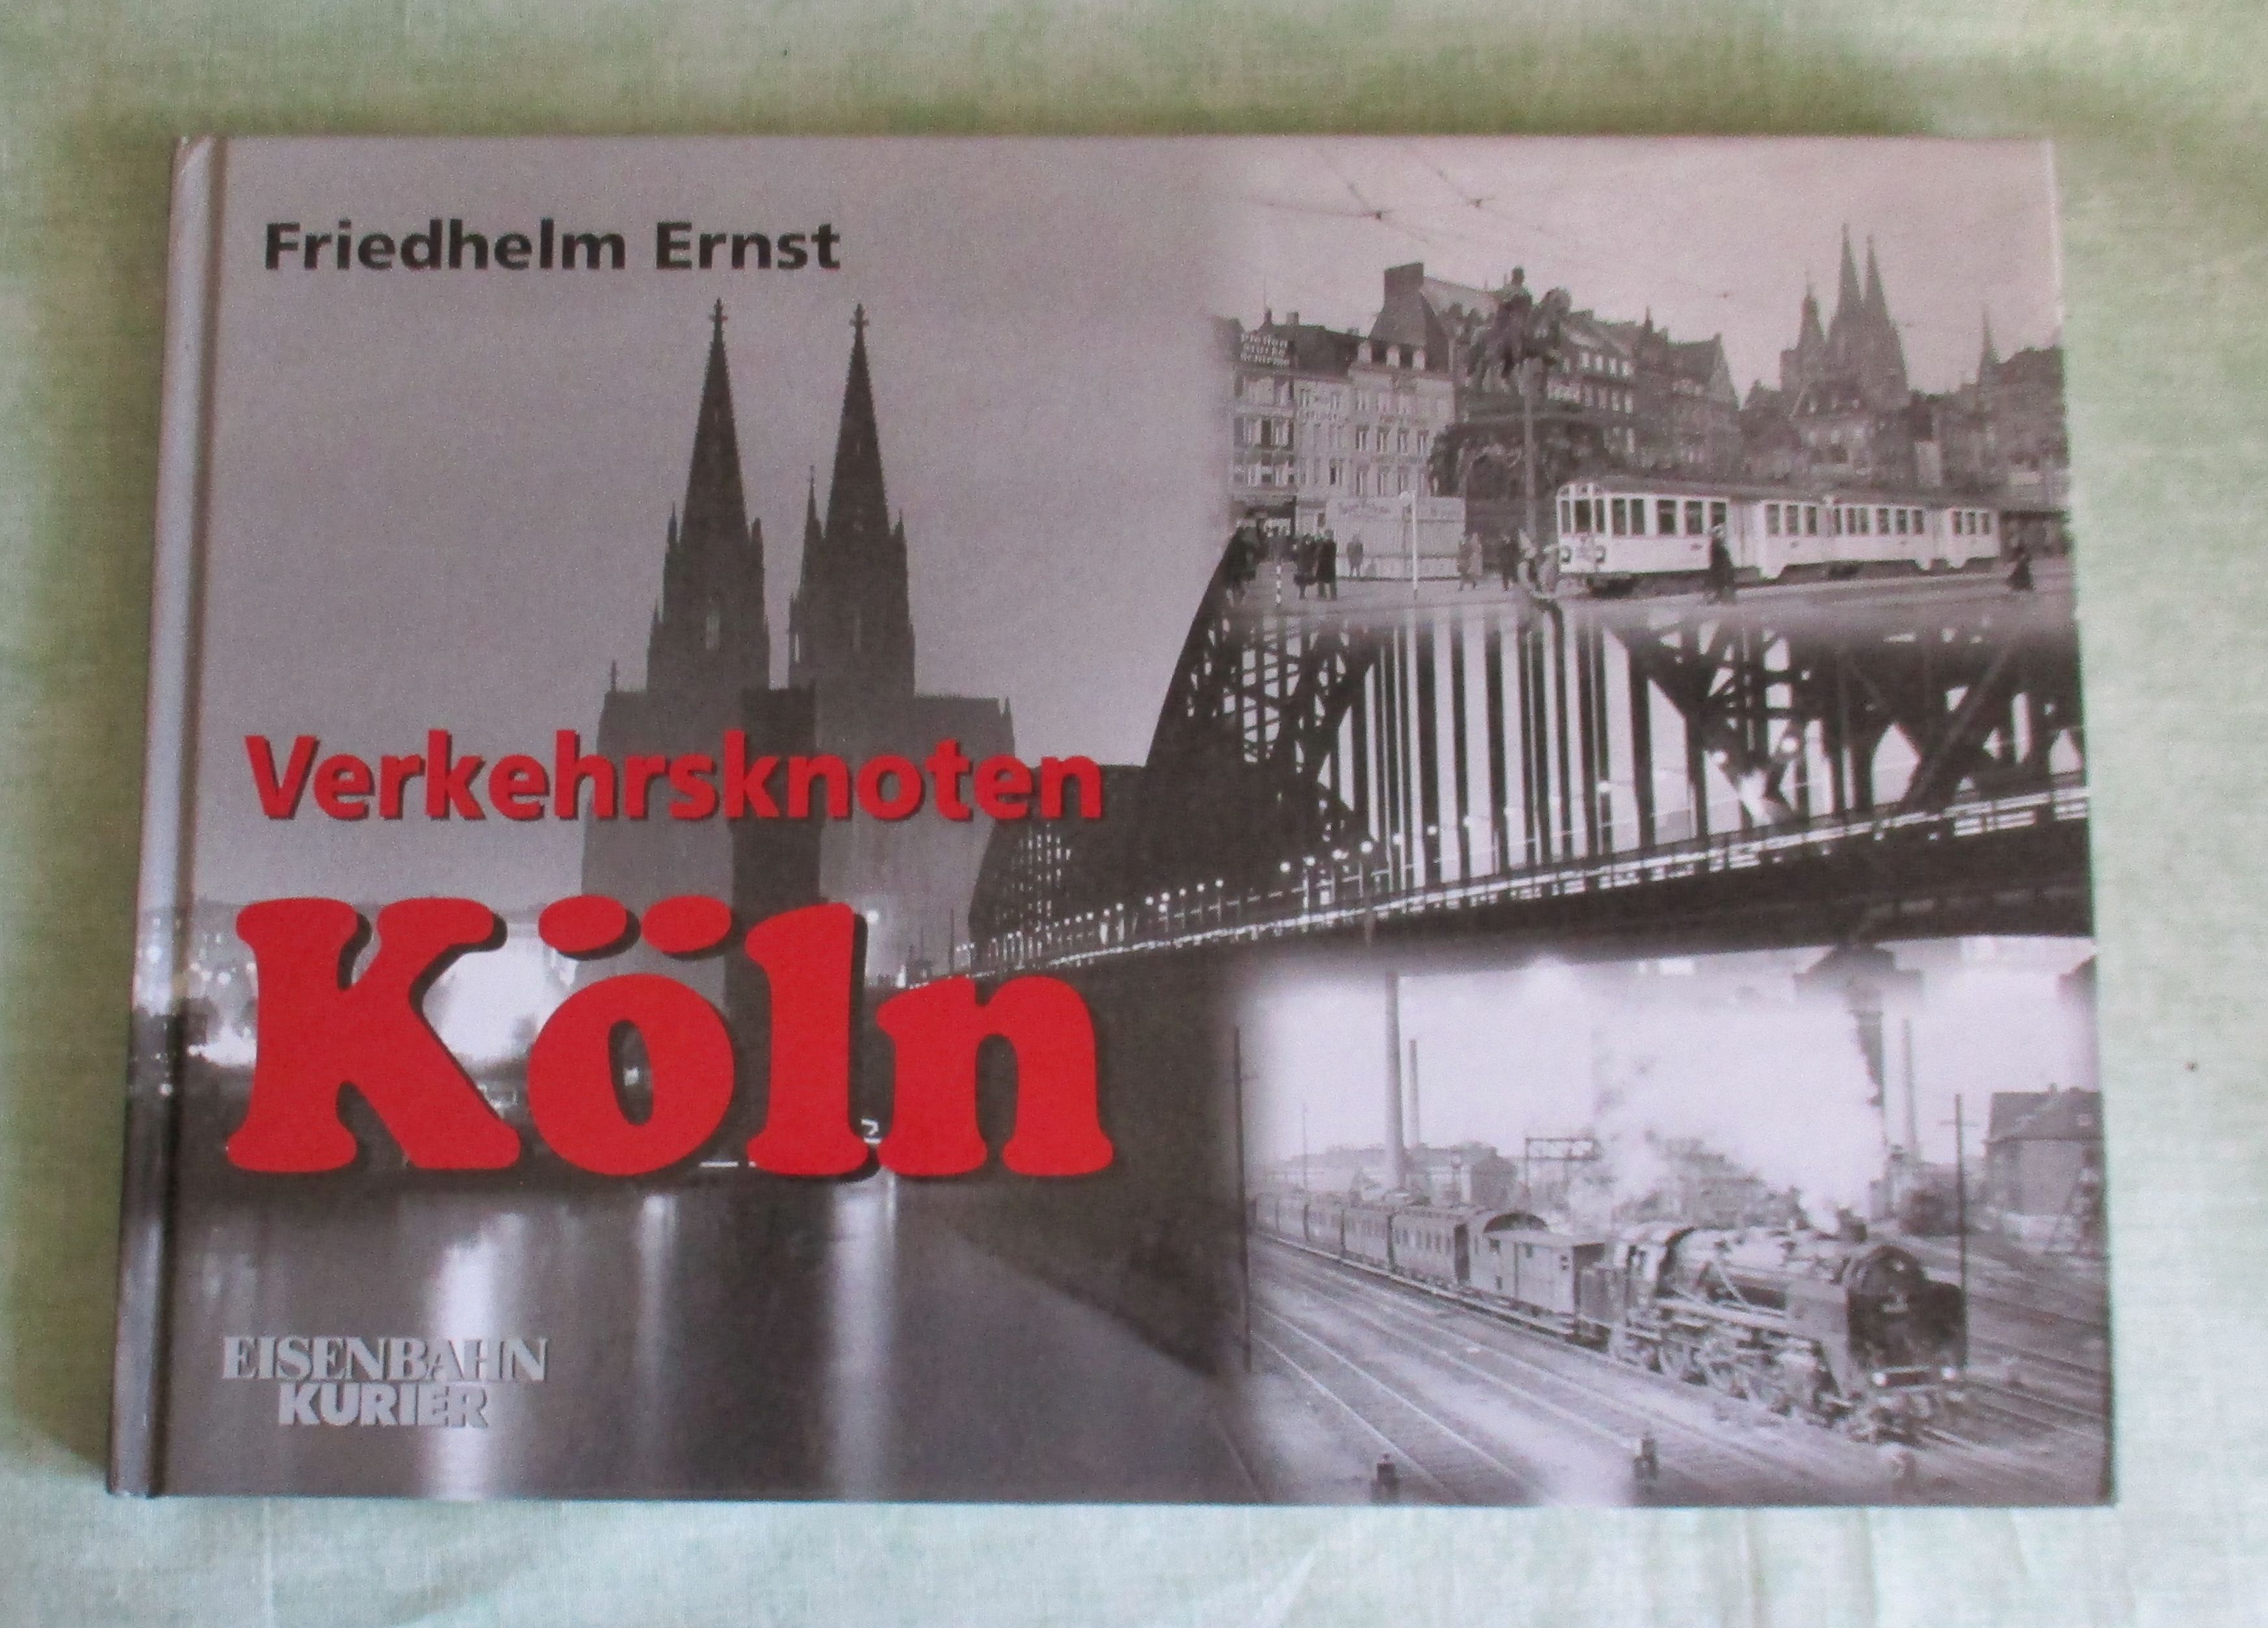 Friedhelm Ernst
Verkehrsknoten
Köln
EISENBAHN
KURIER